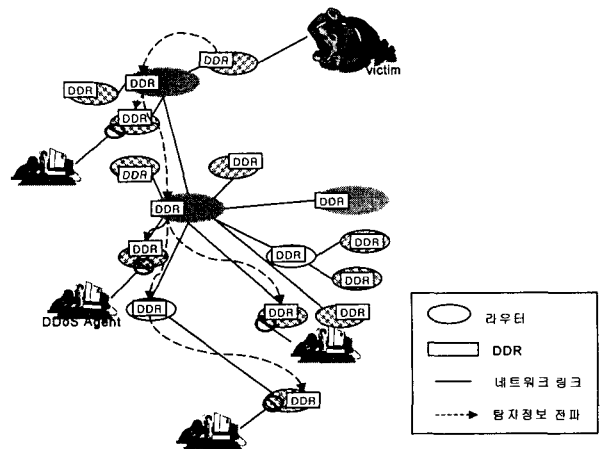 DDR
victim
DDR
DDR
DDR
DDR
DDR
DDR
DDR
DDR
DDR
DDR
DDR
DDoS Agent
DDR
DDR
DDR
DDR
라우터
DDR
네트워크 링크
탐지정보 전파